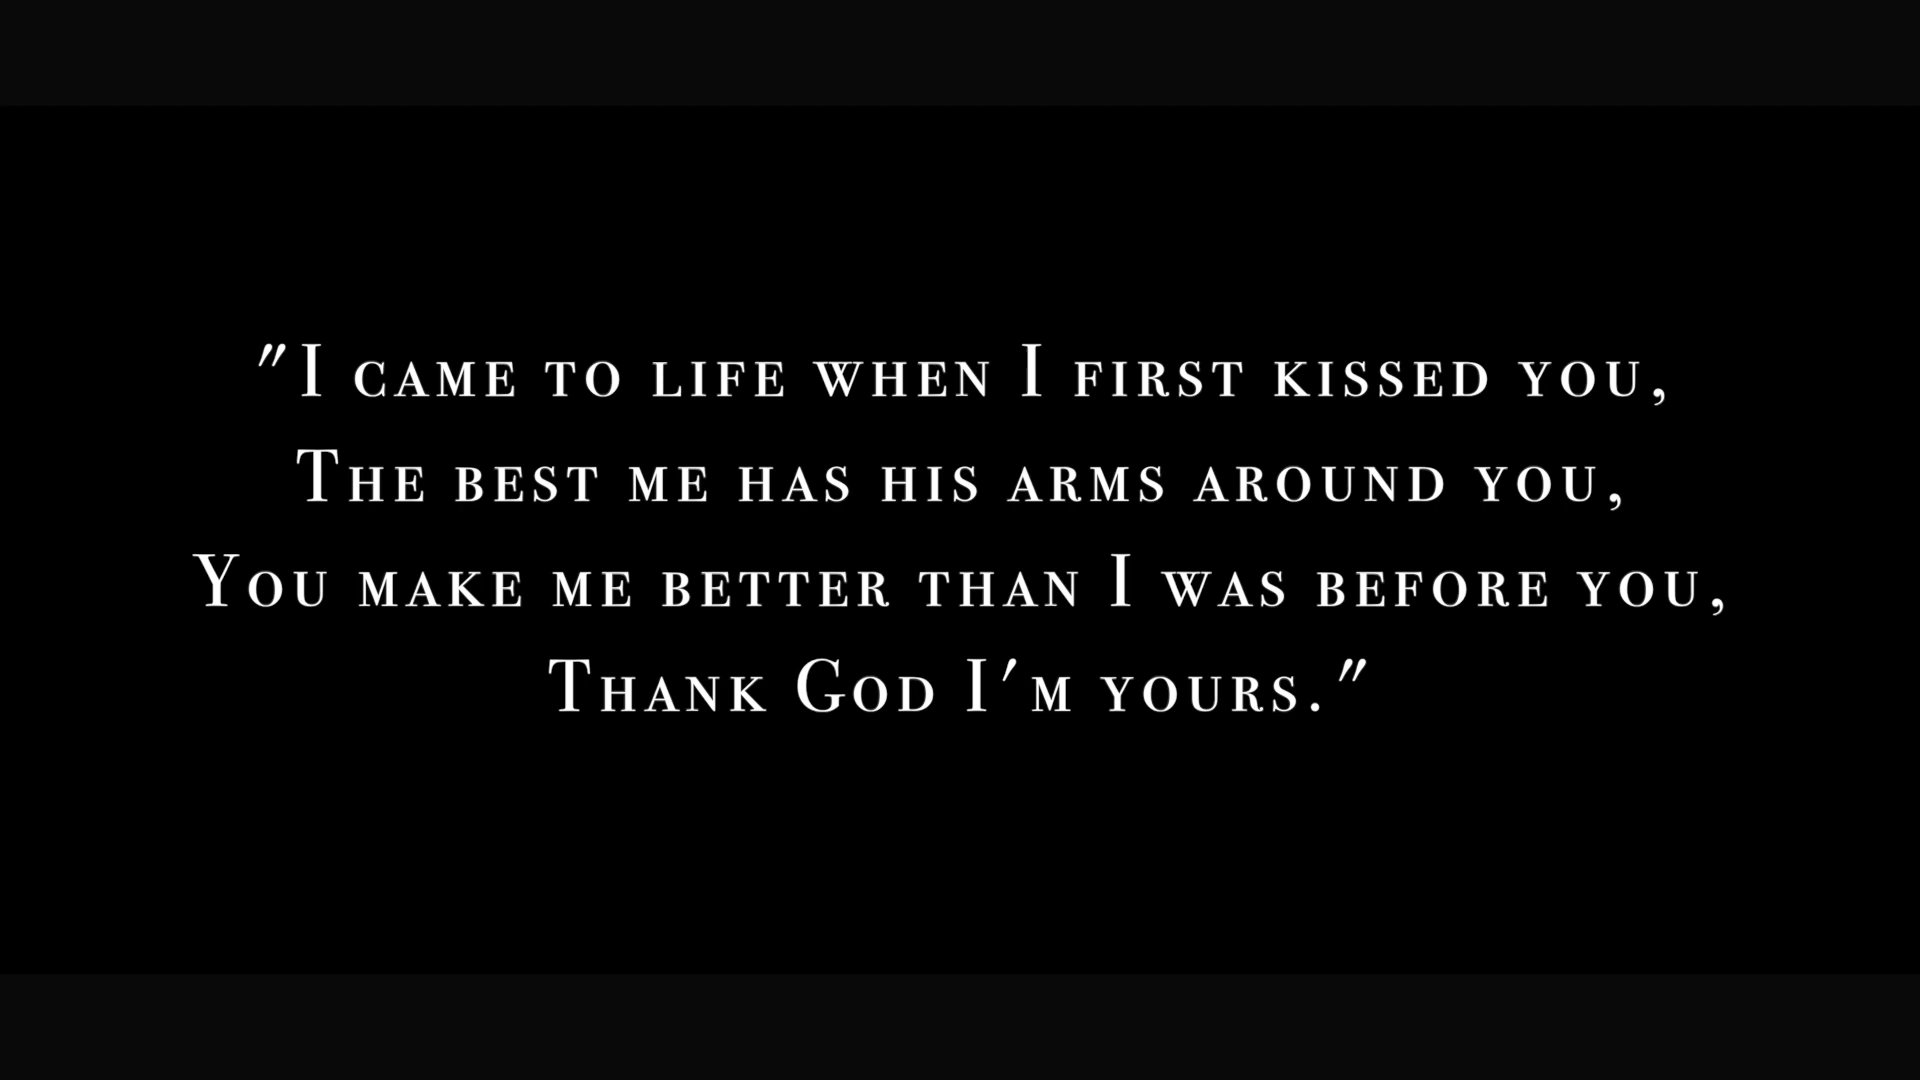 "I came to life when I first kissed you,
The best me has his arms around you,
You make me better than I was before you,
Thank God I'm yours."